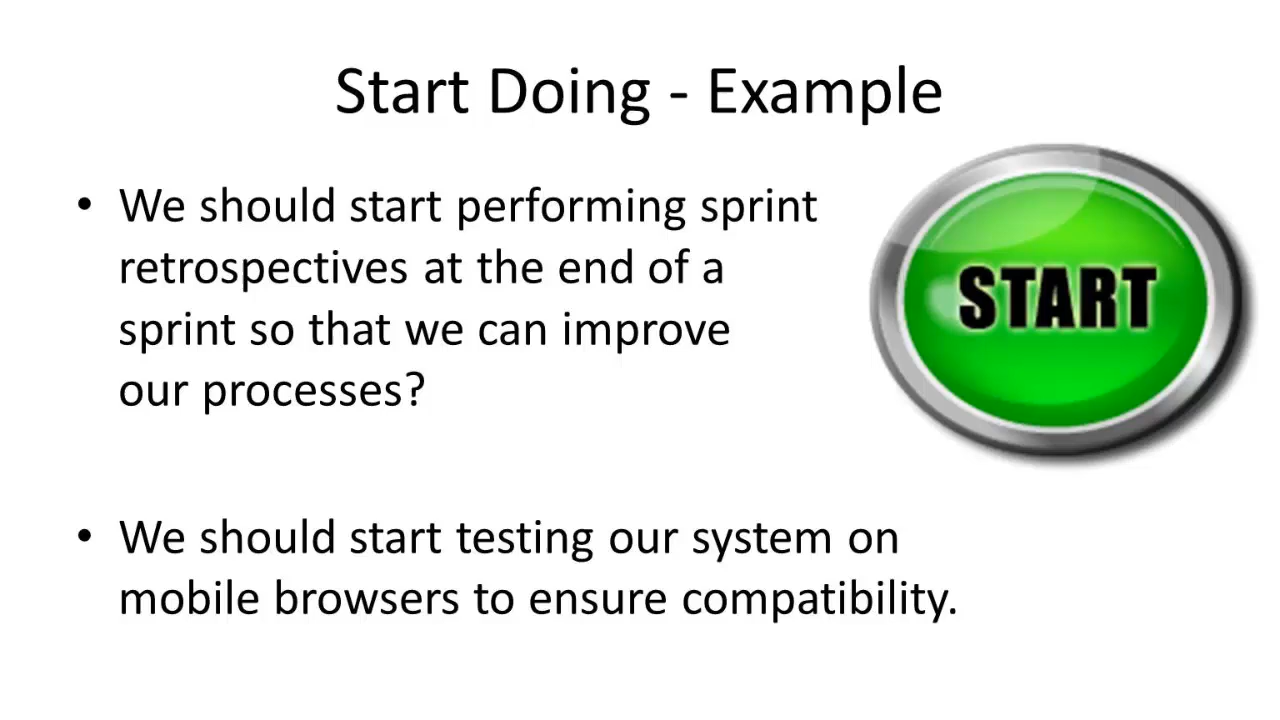 Start Doing - Example
• We should start performing sprint
retrospectives at the end of a
sprint so that we can improve
our processes?
START
• We should start testing our system on
mobile browsers to ensure compatibility.